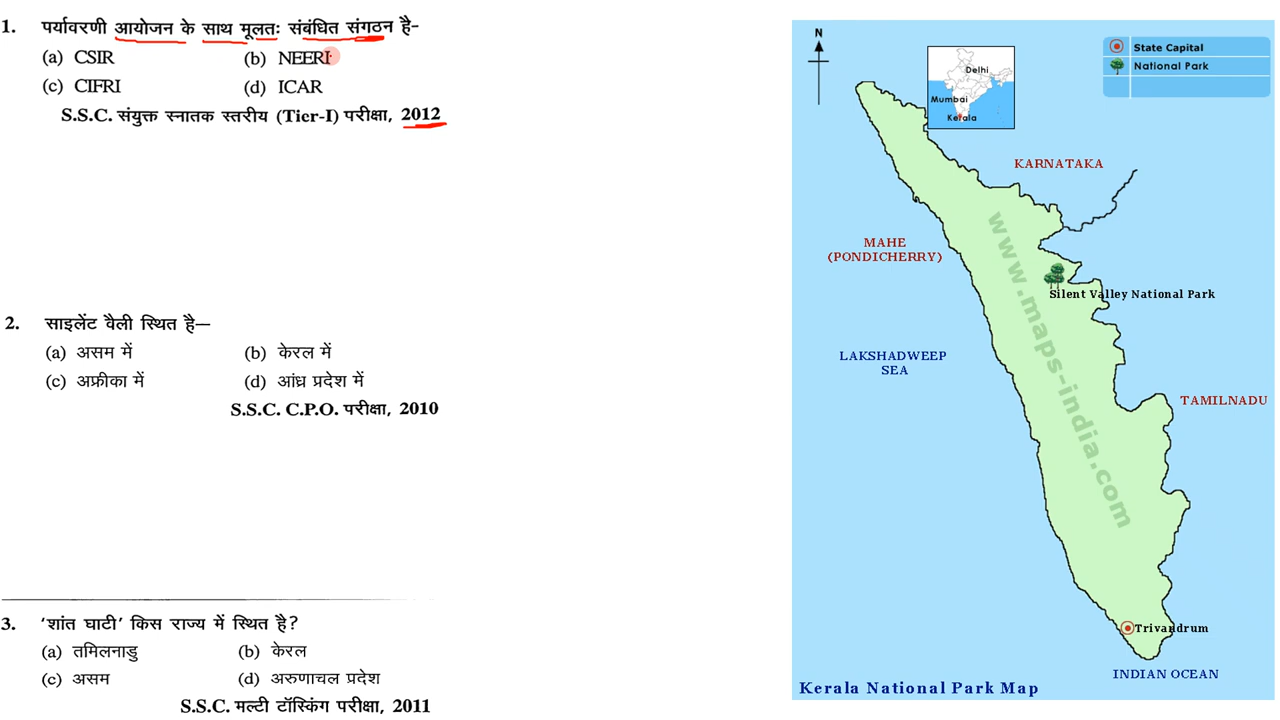 1. पर्यावरणी आयोजन के साथ मूलतः संबंधित संगठन है-
(a) CSIR (b) NEERI
(c) CIFRI (d) ICAR
S.S.C. संयुक्त स्नातक स्तरीय (Tier-I) परीक्षा, 2012
2. साइलेंट वैली स्थित है—
(a) असम में (b) केरल में
(c) अफ्रीका में (d) आंध्र प्रदेश में
S.S.C. C.P.O. परीक्षा, 2010
3. 'शांत घाटी' किस राज्य में स्थित है?
(a) तमिलनाडु (b) केरल
(c) असम (d) अरुणाचल प्रदेश
S.S.C. मल्टी टॉस्किंग परीक्षा, 2011
N
State Capital
National Park
Delhi
Mumbai
Kerala
KARNATAKA
MAHE
(PONDICHERRY)
Silent Valley National Park
LAKSHADWEEP
SEA
TAMILNADU
www.maps-india.com
Trivandrum
INDIAN OCEAN
Kerala National Park Map